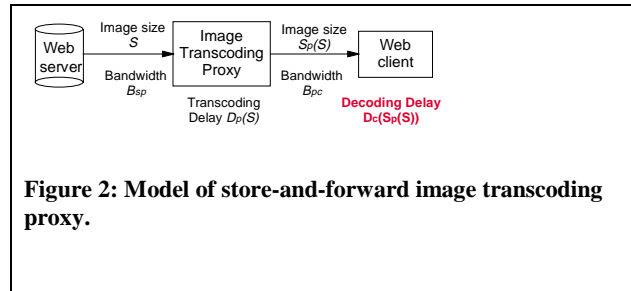 Web
server
Image size
S
Bandwidth
Bsp
Image
Transcoding
Proxy
Transcoding
Delay Dp(S)
Image size
Sp(S)
Bandwidth
Bpc
Web
client
Decoding Delay
Dc(Sp(S))
Figure 2: Model of store-and-forward image transcoding
proxy.